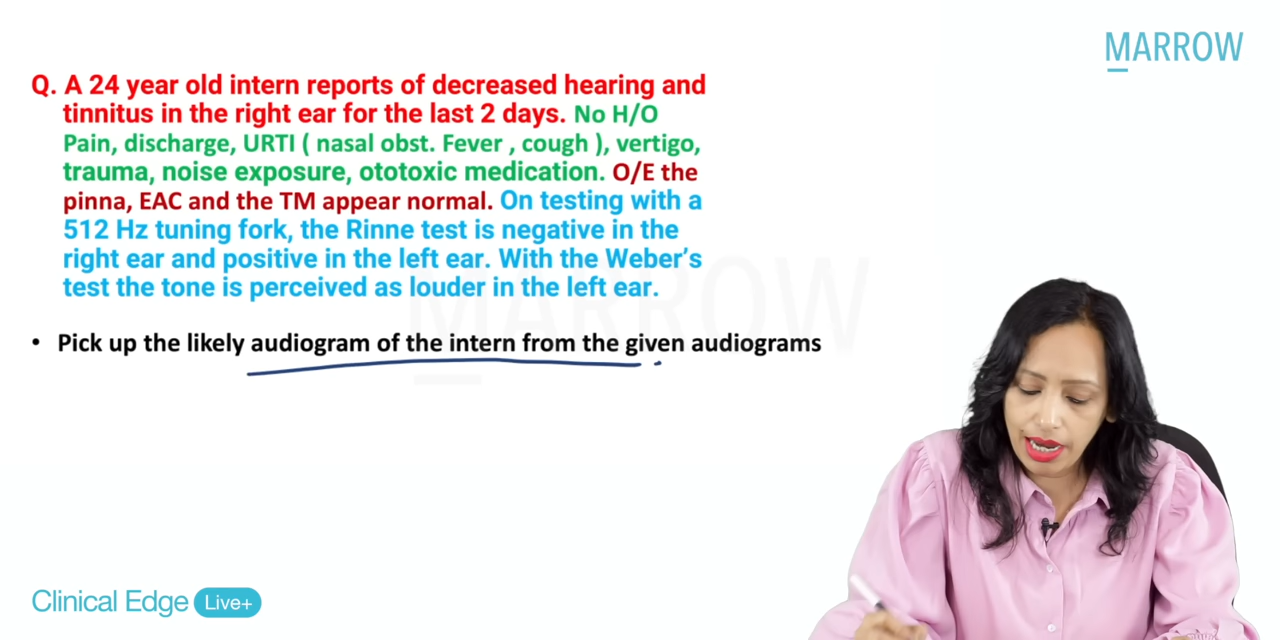 MARROW
Q. A 24 year old intern reports of decreased hearing and
tinnitus in the right ear for the last 2 days. No H/O
Pain, discharge, URTI ( nasal obst. Fever , cough ), vertigo,
trauma, noise exposure, ototoxic medication. O/E the
pinna, EAC and the TM appear normal. On testing with a
512 Hz tuning fork, the Rinne test is negative in the
right ear and positive in the left ear. With the Weber’s
test the tone is perceived as louder in the left ear.
MARROW
• Pick up the likely audiogram of the intern from the given audiograms
Clinical Edge Live+